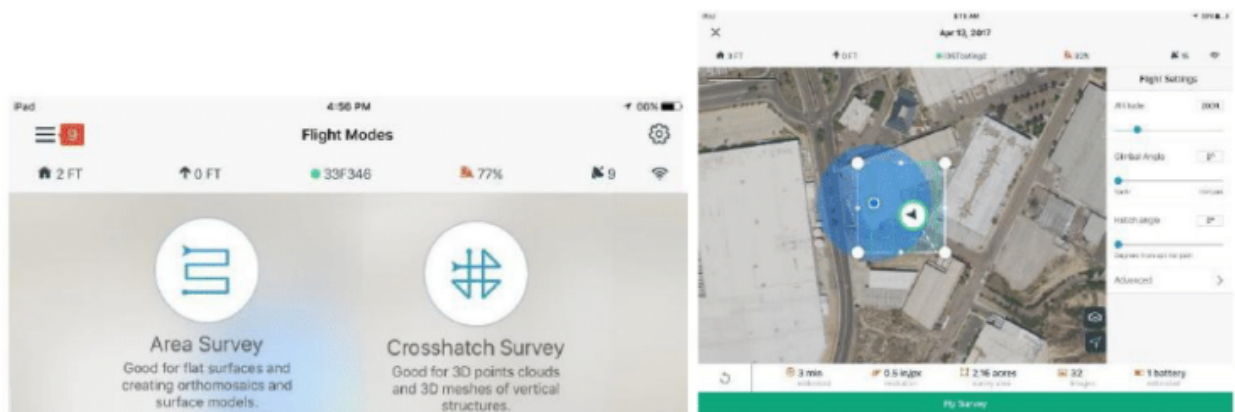 iPad
4:56 PM
9
Flight Modes
2 FT
0 FT
33F346
77%
9
Area Survey
Good for flat surfaces and
creating orthomosaics and
surface models.
Crosshatch Survey
Good for 3D points clouds
and 3D meshes of vertical
structures.
Apr 13, 2017
Flight Settings
Gimbal Angle
Advanced
3 min
0.5 in/px
2.16 acres
32
images
1 battery
Fly Survey